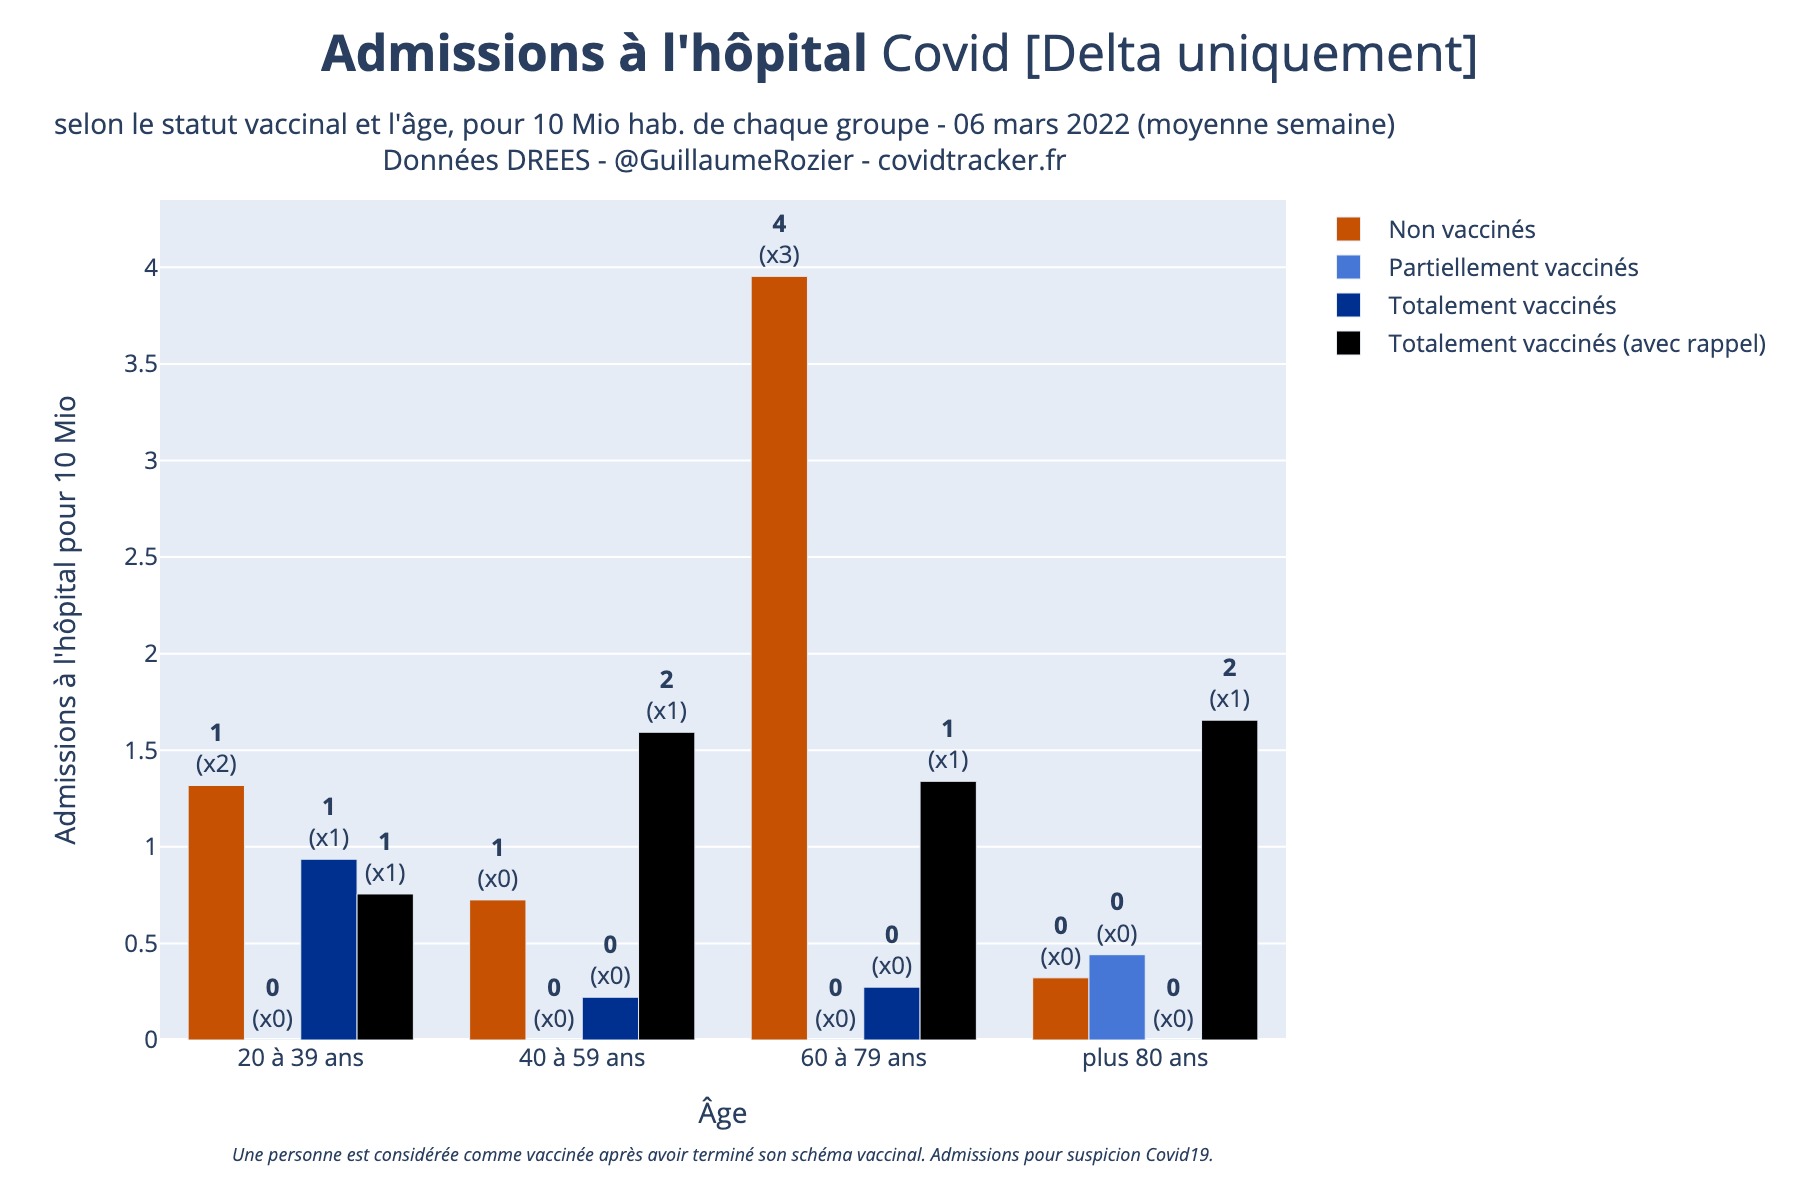 Admissions à l'hôpital Covid [Delta uniquement]
selon le statut vaccinal et l'âge, pour 10 Mio hab. de chaque groupe - 06 mars 2022 (moyenne semaine)
Données DREES - @GuillaumeRozier - covidtracker.fr
Non vaccinés
Partiellement vaccinés
Totalement vaccinés
Totalement vaccinés (avec rappel)
Admissions à l'hôpital pour 10 Mio
4
3.5
3
2.5
2
1.5
1
0.5
0
1
(x2)
0
(x0)
1
(x1)
1
(x1)
1
(x0)
0
(x0)
0
(x0)
2
(x1)
4
(x3)
0
(x0)
0
(x0)
1
(x1)
0
(x0)
0
(x0)
0
(x0)
2
(x1)
20 à 39 ans
40 à 59 ans
60 à 79 ans
plus 80 ans
Âge
Une personne est considérée comme vaccinée après avoir terminé son schéma vaccinal. Admissions pour suspicion Covid19.